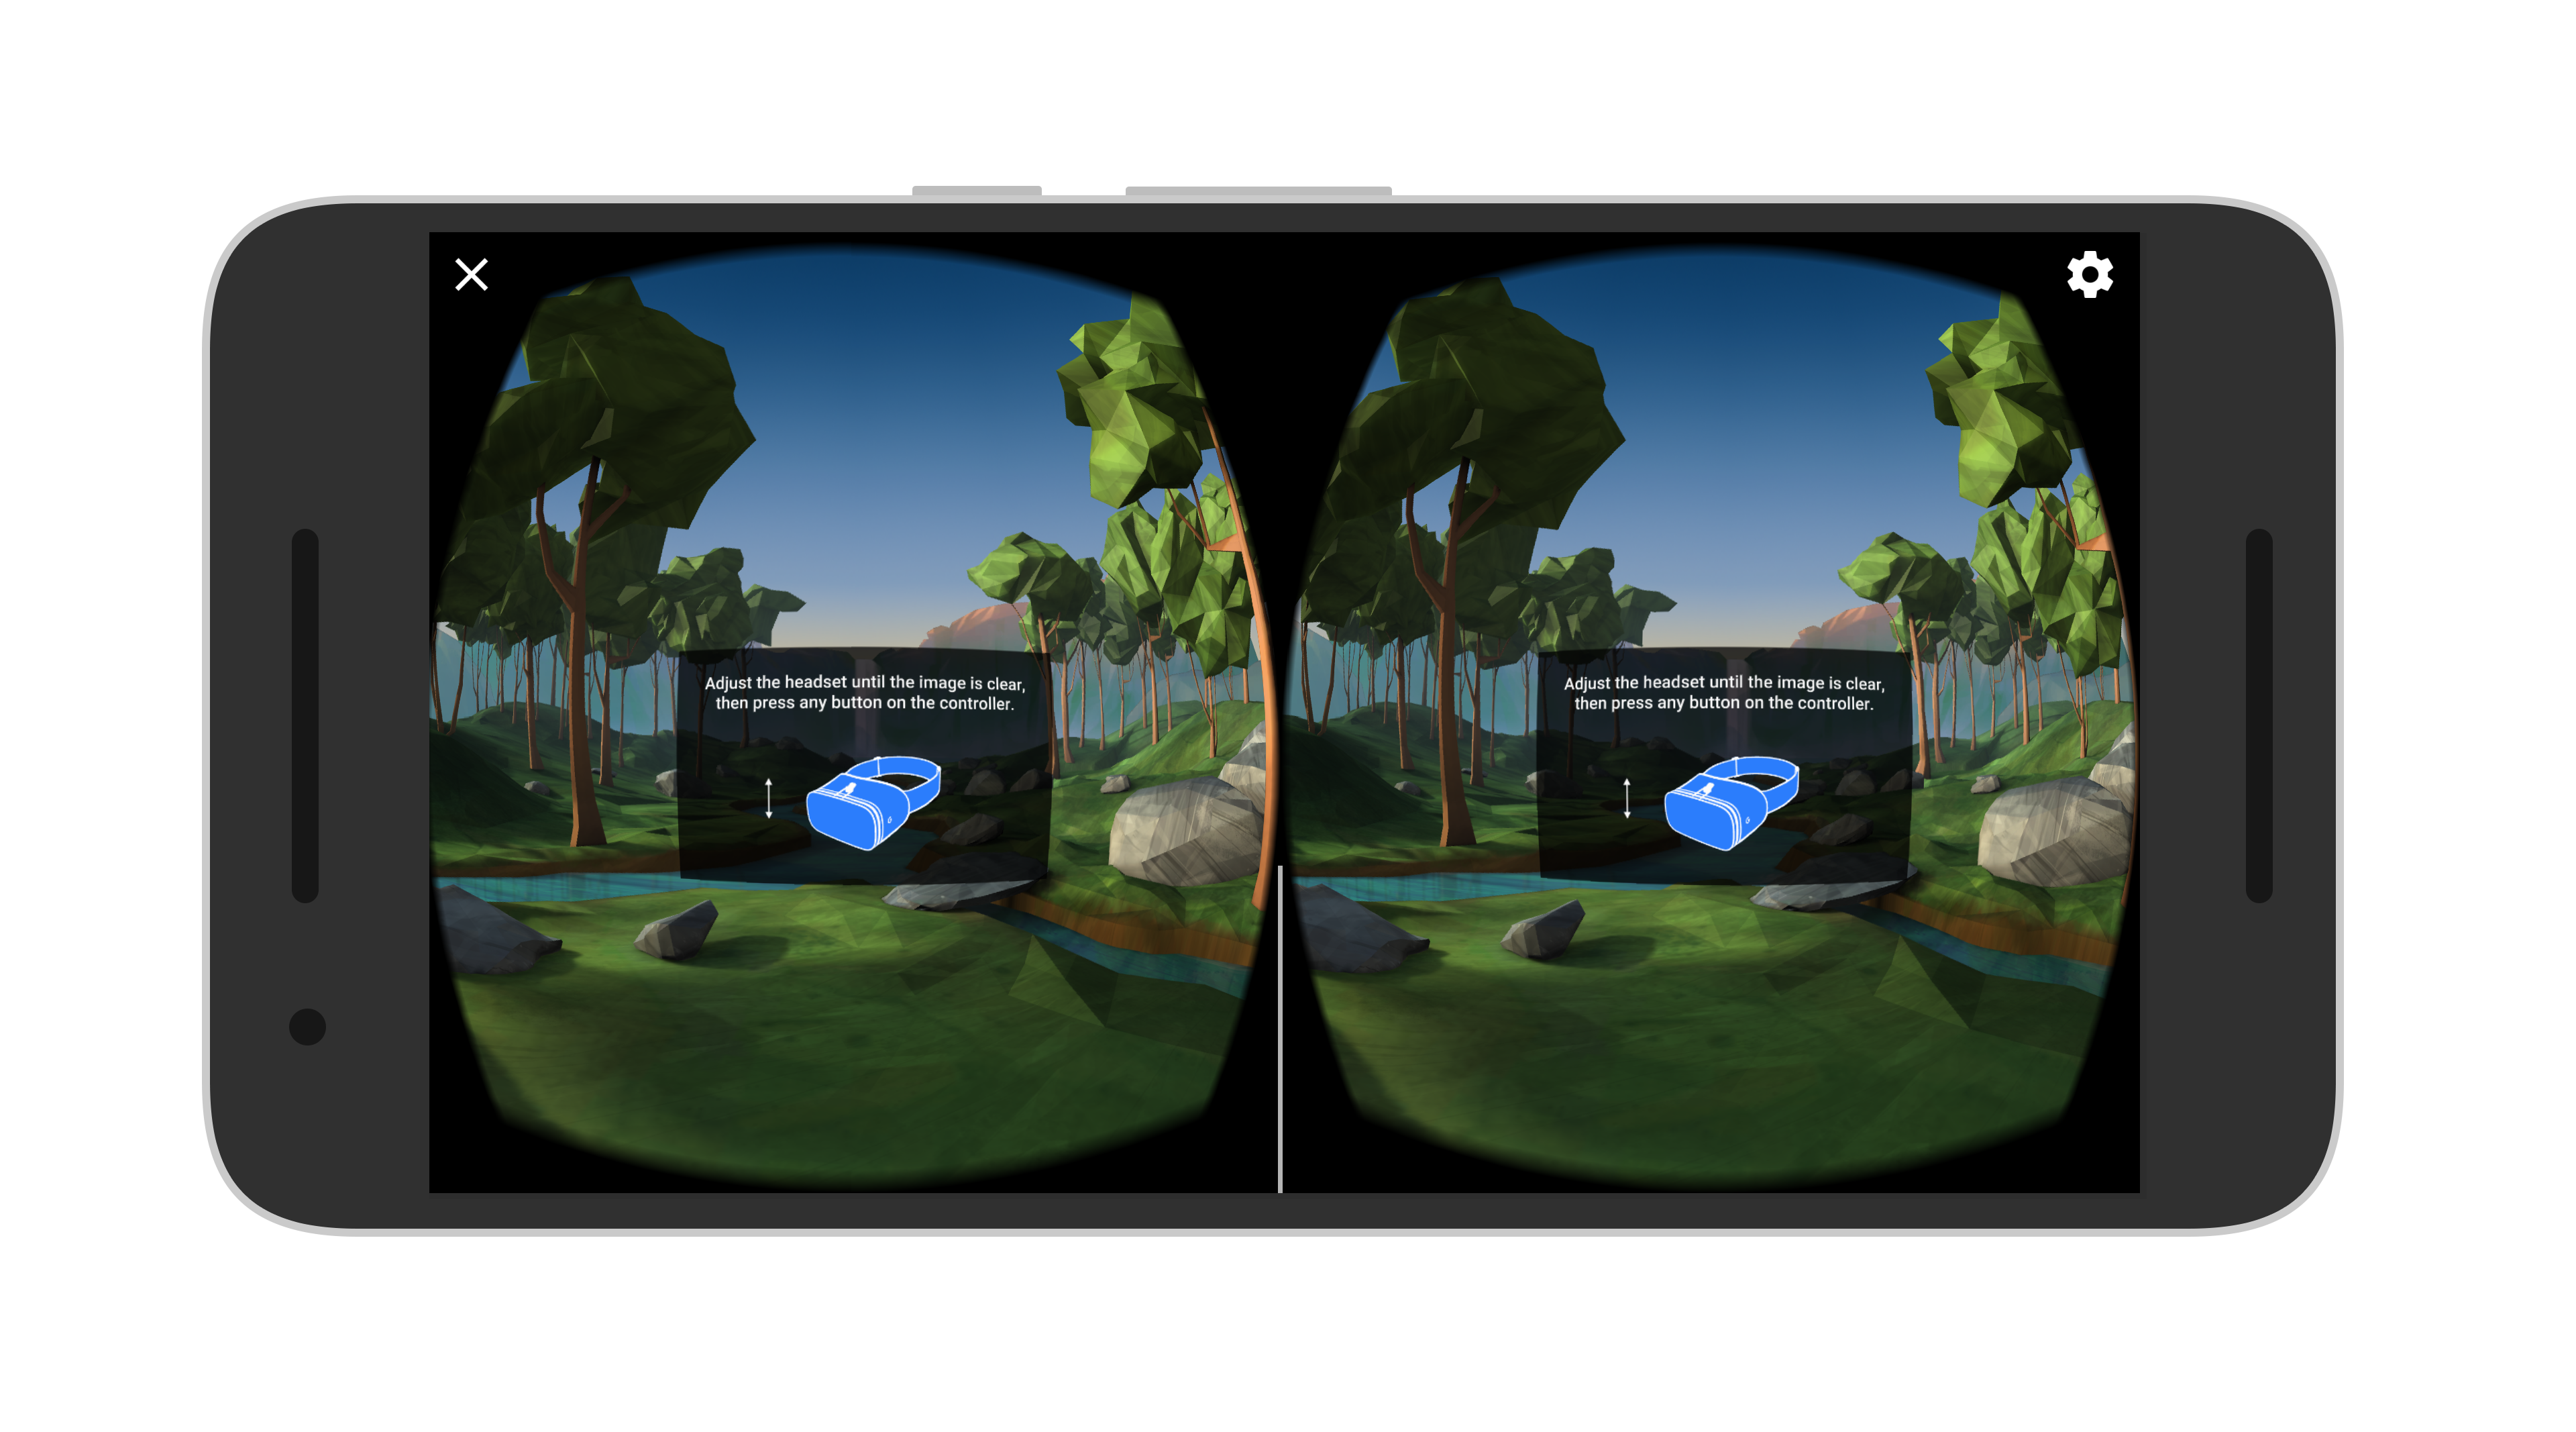 Adjust the headset until the image is clear,
then press any button on the controller.
Adjust the headset until the image is clear,
then press any button on the controller.